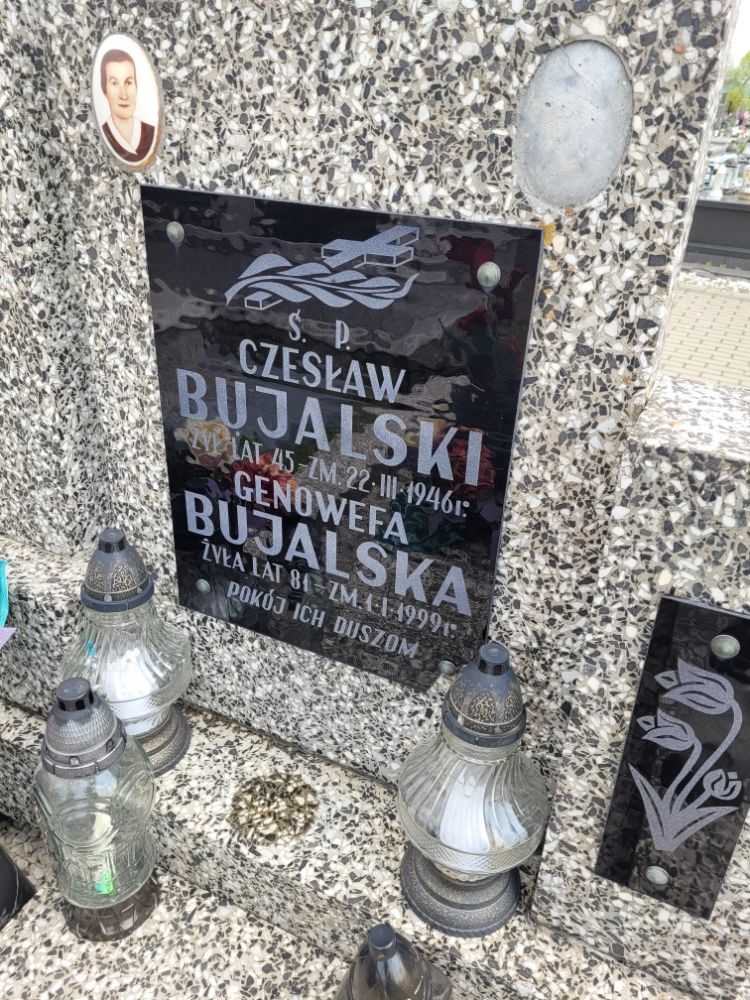 Ś. P.
CZESŁAW
BUJALSKI
ŻYŁ LAT 45 - ZM. 22·III·1946r.
GENOWEFA
BUJALSKA
ŻYŁA LAT 81 - ZM. 1·I·1999r.
POKÓJ ICH DUSZOM